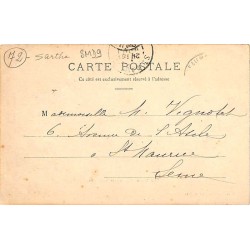 72 - Sarthe 8M39
CARTE POSTALE
Ce côté est exclusivement réservé à l'adresse
Mademoiselle M. Vignolet
6, Avenue de l'Asile
à St Maurice
Seine